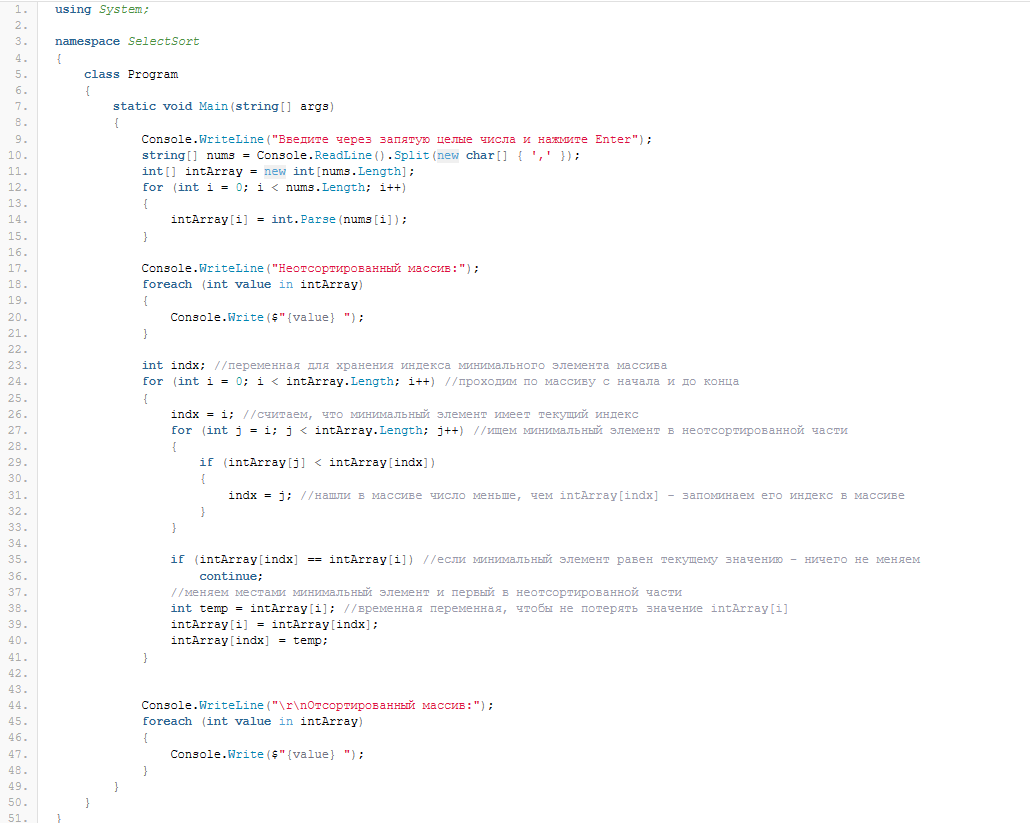 1. using System;
2.
3. namespace SelectSort
4. {
5.     class Program
6.     {
7.         static void Main(string[] args)
8.         {
9.             Console.WriteLine("Введите через запятую целые числа и нажмите Enter");
10.             string[] nums = Console.ReadLine().Split(new char[] { ',' });
11.             int[] intArray = new int[nums.Length];
12.             for (int i = 0; i < nums.Length; i++)
13.             {
14.                 intArray[i] = int.Parse(nums[i]);
15.             }
16.
17.             Console.WriteLine("Неотсортированный массив:");
18.             foreach (int value in intArray)
19.             {
20.                 Console.Write($"{value} ");
21.             }
22.
23.             int indx; //переменная для хранения индекса минимального элемента массива
24.             for (int i = 0; i < intArray.Length; i++) //проходим по массиву с начала и до конца
25.             {
26.                 indx = i; //считаем, что минимальный элемент имеет текущий индекс
27.                 for (int j = i; j < intArray.Length; j++) //ищем минимальный элемент в неотсортированной части
28.                 {
29.                     if (intArray[j] < intArray[indx])
30.                     {
31.                         indx = j; //нашли в массиве число меньше, чем intArray[indx] - запоминаем его индекс в массиве
32.                     }
33.                 }
34.
35.                 if (intArray[indx] == intArray[i]) //если минимальный элемент равен текущему значению - ничего не меняем
36.                     continue;
37.                 //меняем местами минимальный элемент и первый в неотсортированной части
38.                 int temp = intArray[i]; //временная переменная, чтобы не потерять значение intArray[i]
39.                 intArray[i] = intArray[indx];
40.                 intArray[indx] = temp;
41.             }
42.
43.
44.             Console.WriteLine("\r\nОтсортированный массив:");
45.             foreach (int value in intArray)
46.             {
47.                 Console.Write($"{value} ");
48.             }
49.         }
50.     }
51. }